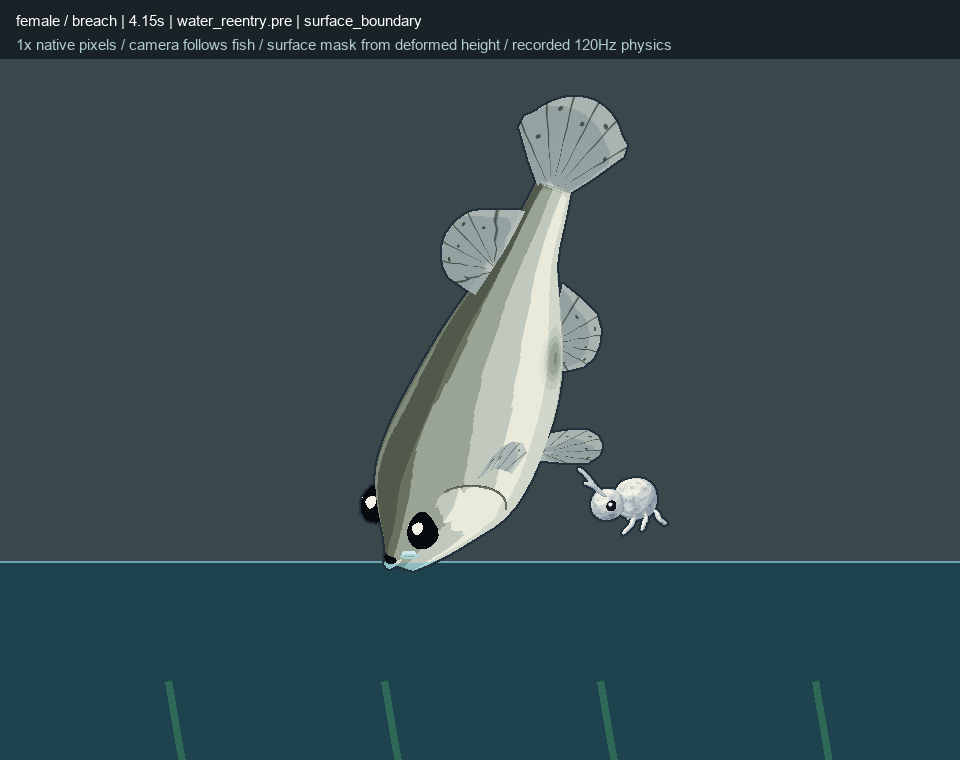 female / breach | 4.15s | water_reentry.pre | surface_boundary
1x native pixels / camera follows fish / surface mask from deformed height / recorded 120Hz physics